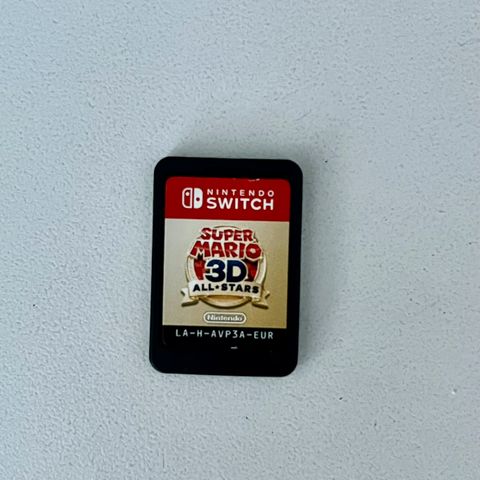 NINTENDO
SWITCH
SUPER
MARIO
3D
ALL★STARS
Nintendo
LA-H-AVP3A-EUR